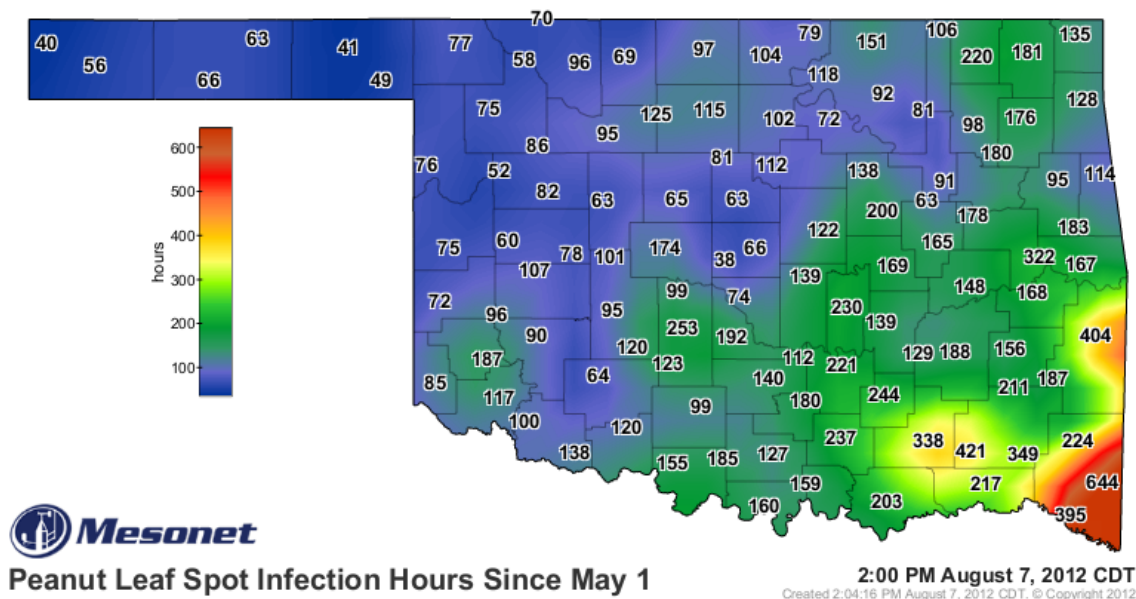 70
40 63 41 77 79 151 106 135
56 66 49 58 96 69 97 104 118 220 181
75 125 115 92 81 128
86 95 102 72 98 176
76 52 81 112 138 180 95 114
82 63 65 63 91 63
200 178 183
75 60 78 101 174 38 66 122 165 322 167
107 139 169 148 168
72 96 95 99 74 230 139
90 253 192 404
187 120 123 112 221 129 188 156
85 64 140 244 211 187
117 99 180
100 120 237 338 421 349 224
138 155 185 127 159 217 644
160 203 395
600
500
400
300
200
100
hours
Mesonet
Peanut Leaf Spot Infection Hours Since May 1
2:00 PM August 7, 2012 CDT
Created 2:04:16 PM August 7, 2012 CDT. © Copyright 2012